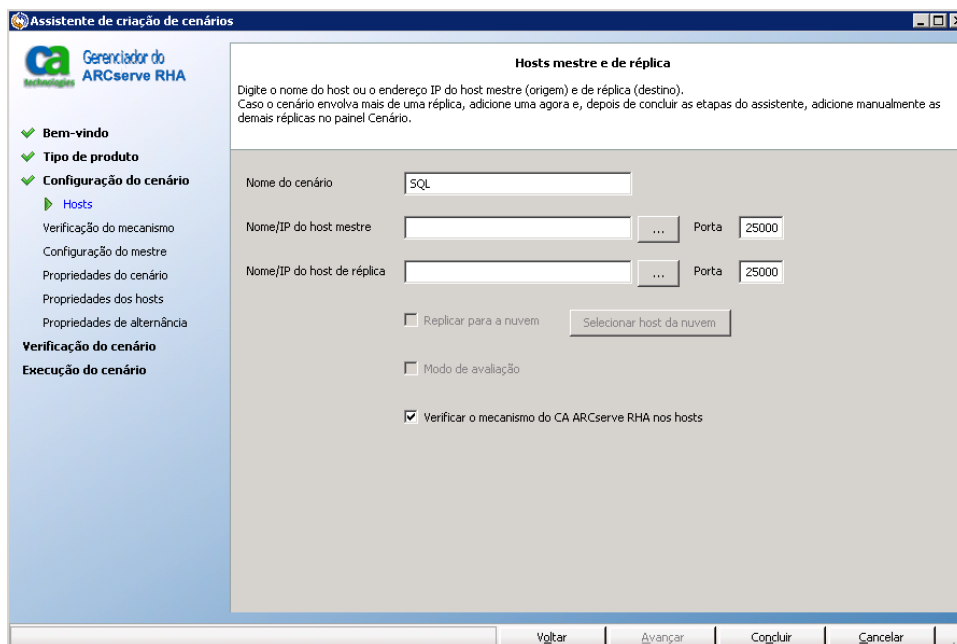 Assistente de criação de cenários
ca
technologies
Gerenciador do
ARCserve RHA
Hosts mestre e de réplica
Digite o nome do host ou o endereço IP do host mestre (origem) e de réplica (destino).
Caso o cenário envolva mais de uma réplica, adicione uma agora e, depois de concluir as etapas do assistente, adicione manualmente as
demais réplicas no painel Cenário.
Bem-vindo
Tipo de produto
Configuração do cenário
Hosts
Verificação do mecanismo
Configuração do mestre
Propriedades do cenário
Propriedades dos hosts
Propriedades de alternância
Verificação do cenário
Execução do cenário
Nome do cenário SQL
Nome/IP do host mestre ... Porta 25000
Nome/IP do host de réplica ... Porta 25000
Replicar para a nuvem Selecionar host da nuvem
Modo de avaliação
Verificar o mecanismo do CA ARCserve RHA nos hosts
Voltar Avançar Concluir Cancelar